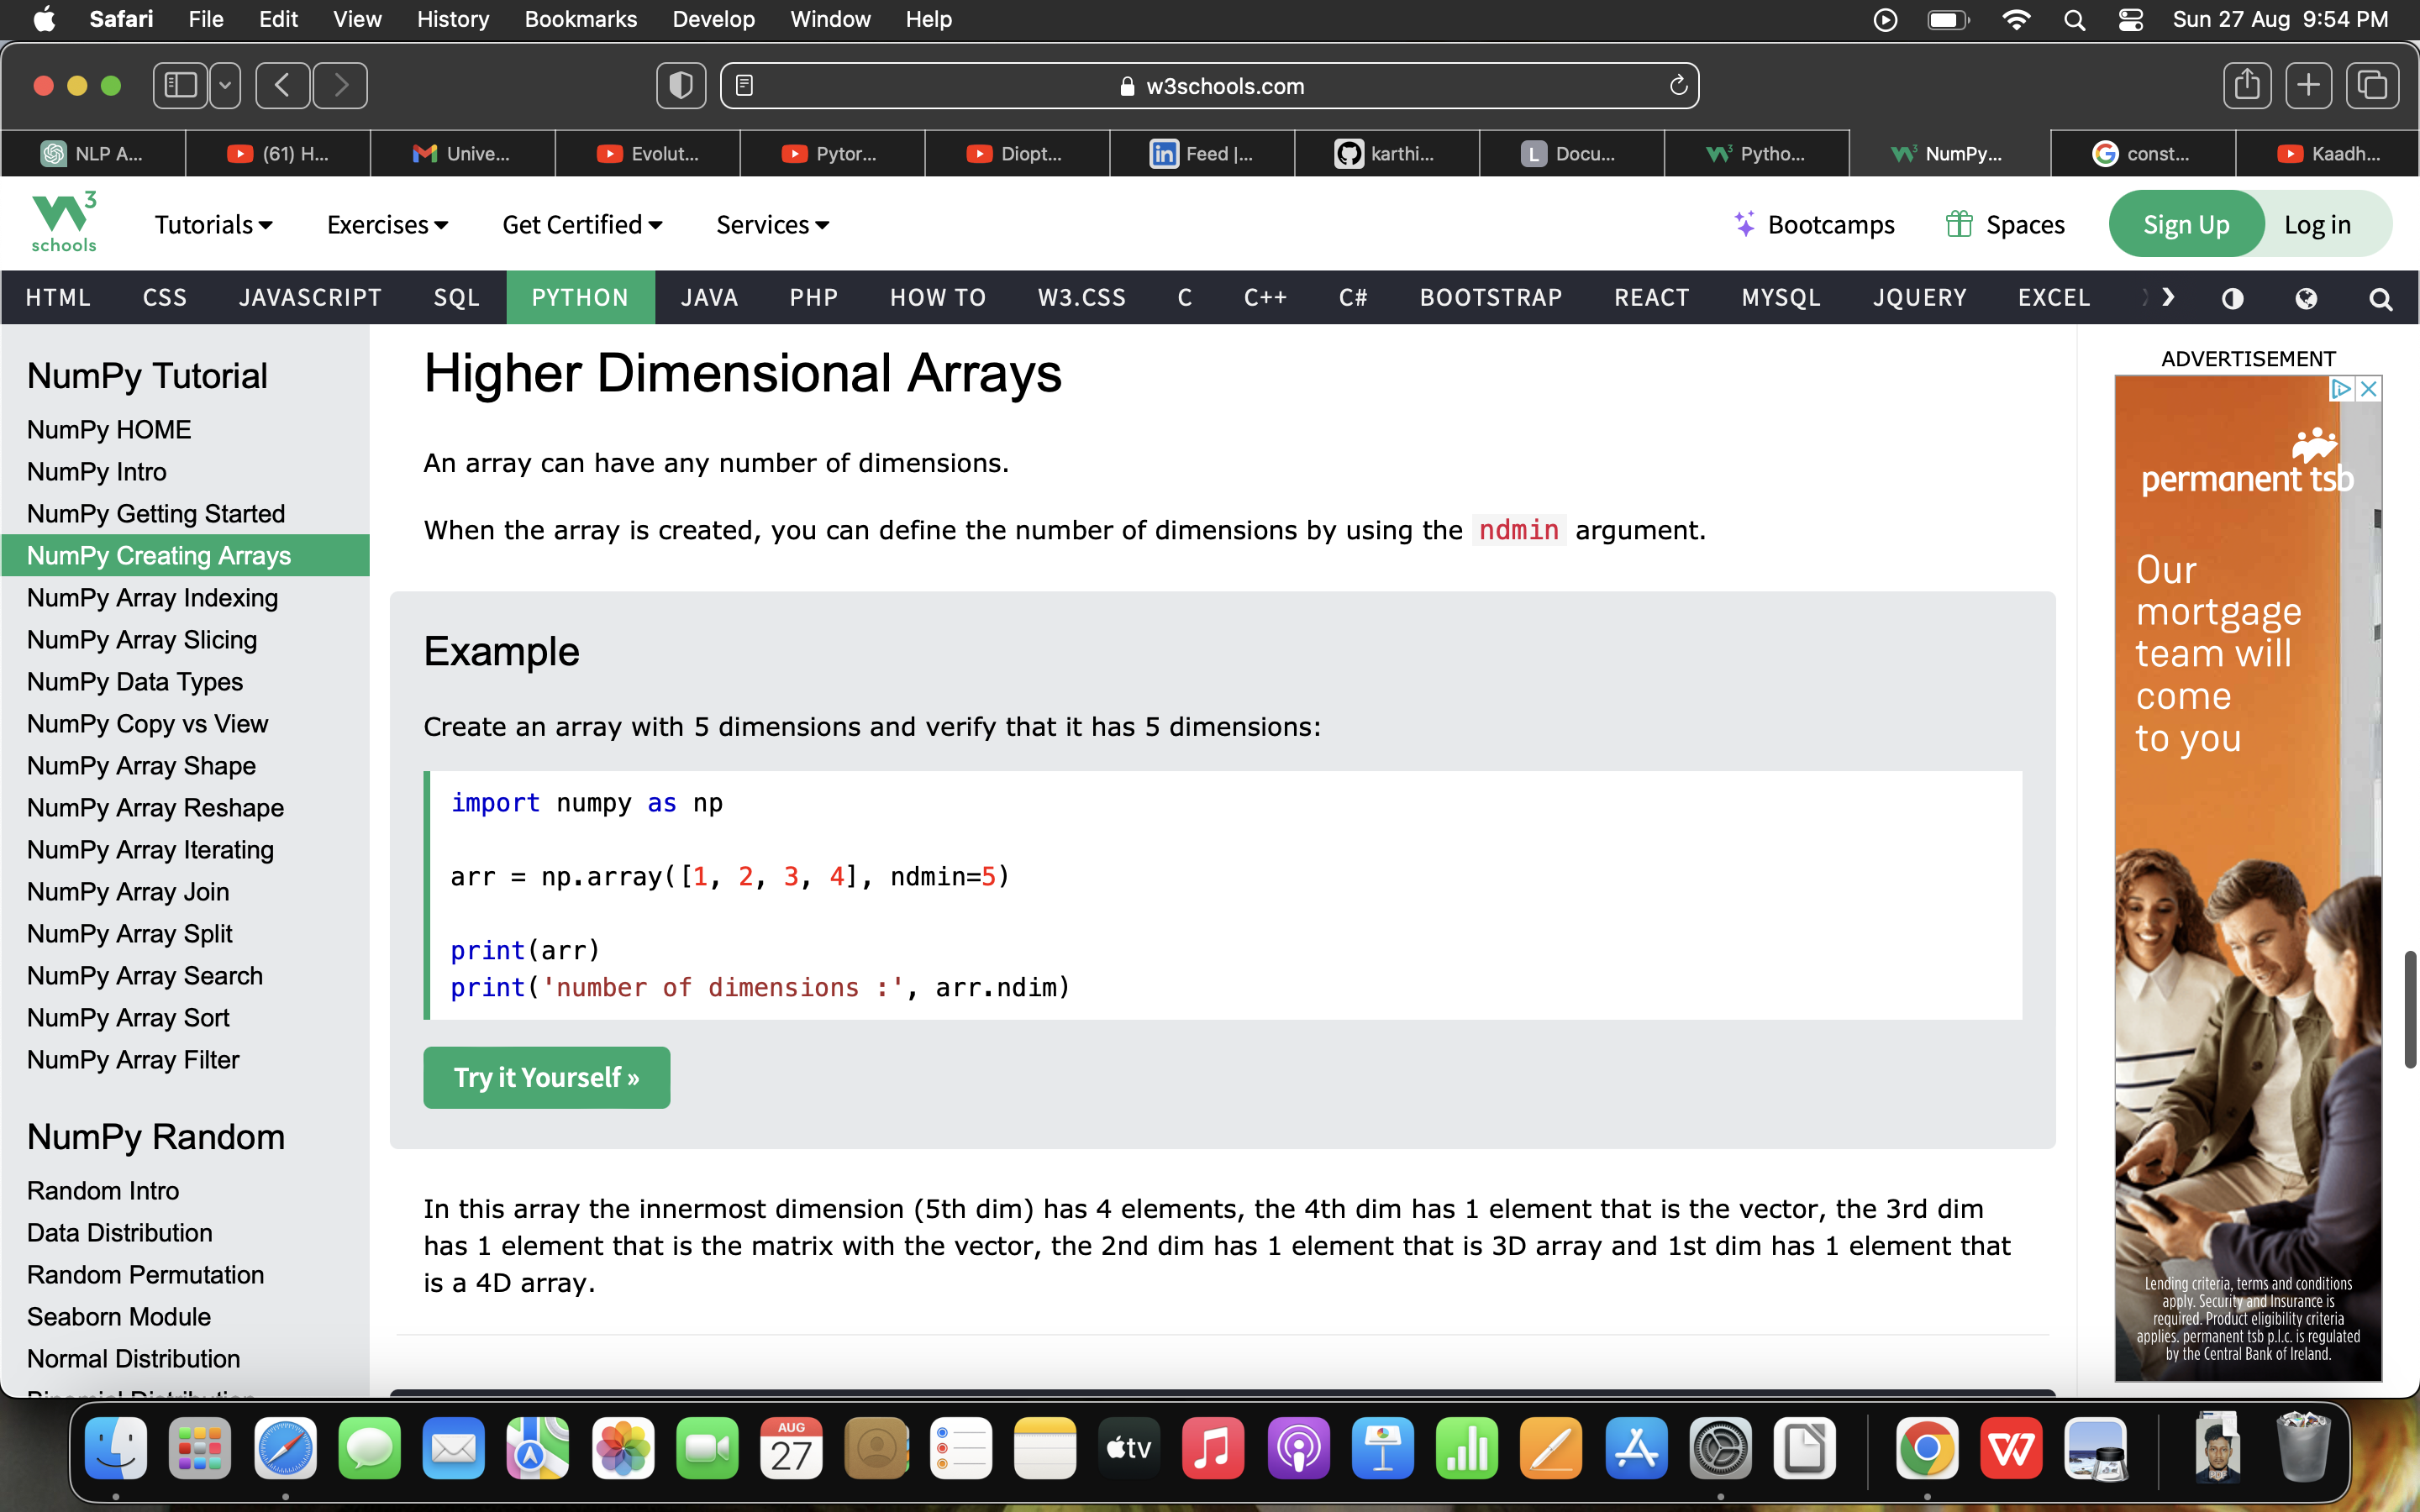 Safari File Edit View History Bookmarks Develop Window Help Sun 27 Aug 9:54 PM
w3schools.com
NLP A... (61) H... Unive... Evolut... Pytor... Diopt... Feed |... karthi... Docu... Pytho... NumPy... const... Kaadh...
W3 schools Tutorials Exercises Get Certified Services Bootcamps Spaces Sign Up Log in
HTML CSS JAVASCRIPT SQL PYTHON JAVA PHP HOW TO W3.CSS C C++ C# BOOTSTRAP REACT MYSQL JQUERY EXCEL
NumPy Tutorial
NumPy HOME
NumPy Intro
NumPy Getting Started
NumPy Creating Arrays
NumPy Array Indexing
NumPy Array Slicing
NumPy Data Types
NumPy Copy vs View
NumPy Array Shape
NumPy Array Reshape
NumPy Array Iterating
NumPy Array Join
NumPy Array Split
NumPy Array Search
NumPy Array Sort
NumPy Array Filter
NumPy Random
Random Intro
Data Distribution
Random Permutation
Seaborn Module
Normal Distribution
Binomial Distribution
Higher Dimensional Arrays
An array can have any number of dimensions.
When the array is created, you can define the number of dimensions by using the ndmin argument.
Example
Create an array with 5 dimensions and verify that it has 5 dimensions:
import numpy as np
arr = np.array([1, 2, 3, 4], ndmin=5)
print(arr)
print('number of dimensions :', arr.ndim)
Try it Yourself »
In this array the innermost dimension (5th dim) has 4 elements, the 4th dim has 1 element that is the vector, the 3rd dim
has 1 element that is the matrix with the vector, the 2nd dim has 1 element that is 3D array and 1st dim has 1 element that
is a 4D array.
ADVERTISEMENT
permanent tsb
Our
mortgage
team will
come
to you
Lending criteria, terms and conditions
apply. Security and Insurance is
required. Product eligibility criteria
applies. permanent tsb p.l.c. is regulated
by the Central Bank of Ireland.
AUG
27
tv